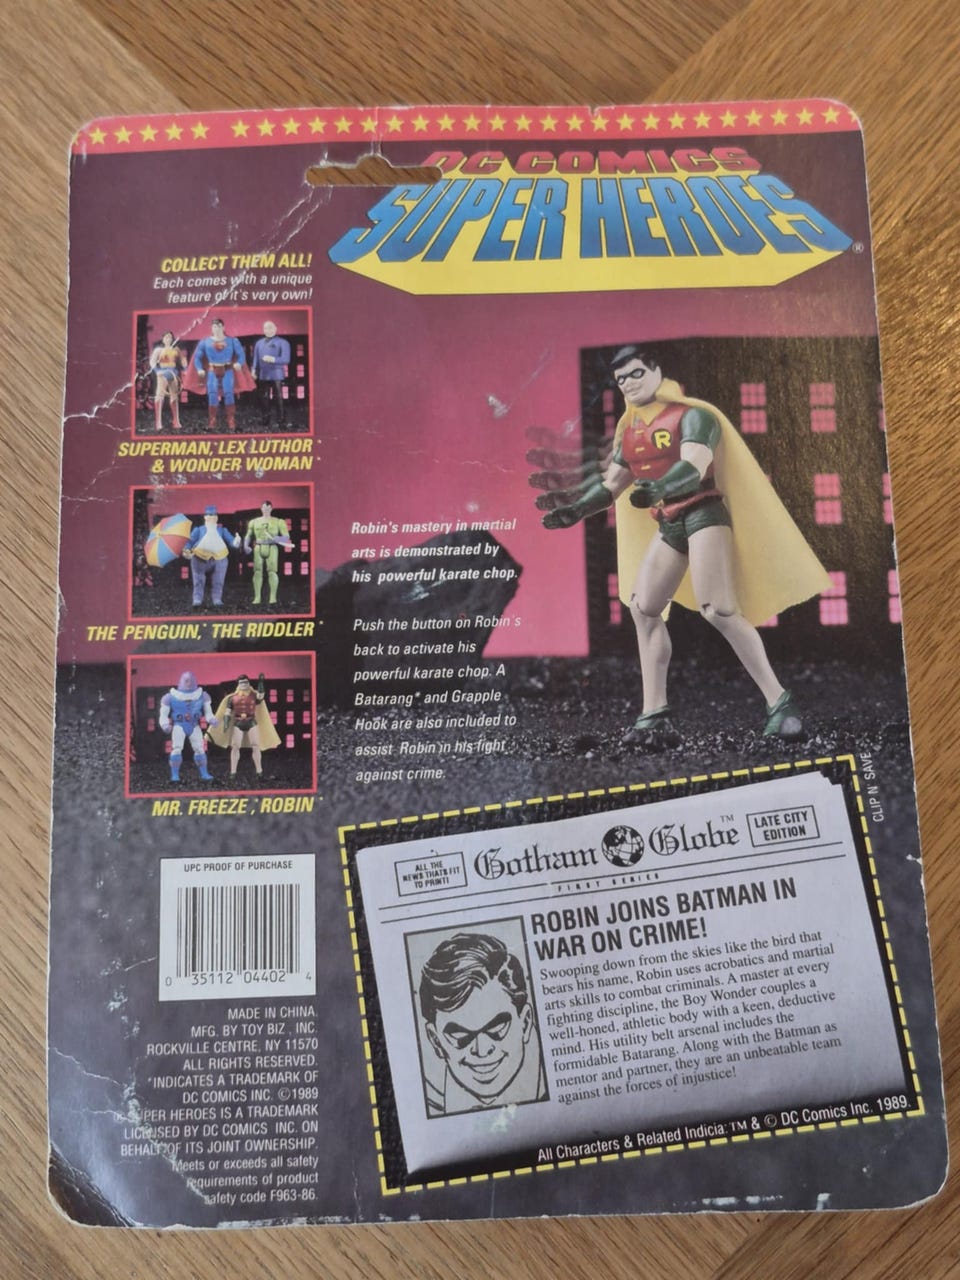 DC COMICS
SUPER HEROES®
COLLECT THEM ALL!
Each comes with a unique
feature of it's very own!
SUPERMAN,* LEX LUTHOR*
& WONDER WOMAN*
THE PENGUIN,* THE RIDDLER*
MR. FREEZE*, ROBIN*
R
Robin's mastery in martial
arts is demonstrated by
his powerful karate chop.
Push the button on Robin's
back to activate his
powerful karate chop. A
Batarang* and Grapple
Hook are also included to
assist Robin in his fight
against crime.
CLIP N' SAVE
ALL THE
NEWS THATS FIT
TO PRINT!
Gotham Globe™
LATE CITY
EDITION
FIRST SERIES
ROBIN JOINS BATMAN IN
WAR ON CRIME!
Swooping down from the skies like the bird that
bears his name, Robin uses acrobatics and martial
arts skills to combat criminals. A master at every
fighting discipline, the Boy Wonder couples a
well-honed, athletic body with a keen, deductive
mind. His utility belt arsenal includes the
formidable Batarang. Along with the Batman as
mentor and partner, they are an unbeatable team
against the forces of injustice!
All Characters & Related Indicia: ™ & © DC Comics Inc. 1989.
UPC PROOF OF PURCHASE
0 35112 04402 4
MADE IN CHINA.
MFG. BY TOY BIZ, INC.
ROCKVILLE CENTRE, NY 11570
ALL RIGHTS RESERVED.
*INDICATES A TRADEMARK OF
DC COMICS INC. ©1989
® SUPER HEROES IS A TRADEMARK
LICENSED BY DC COMICS INC. ON
BEHALF OF ITS JOINT OWNERSHIP.
Meets or exceeds all safety
requirements of product
safety code F963-86.